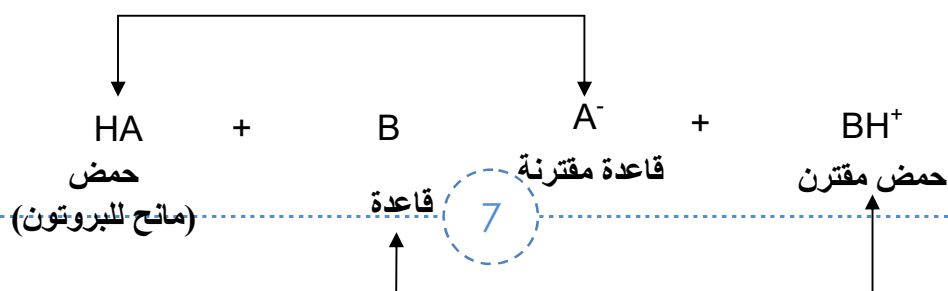 HA + B A⁻ + BH⁺
حمض قاعدة مقترنة حمض مقترن
(مانح للبروتون) قاعدة 7